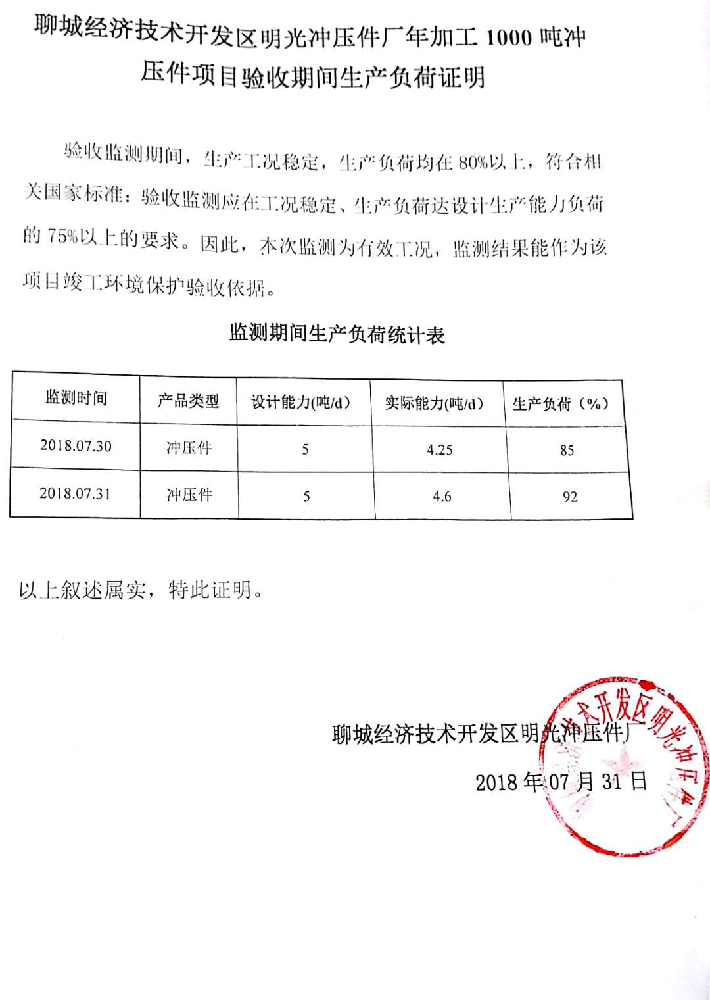 聊城经济技术开发区明光冲压件厂年加工 1000 吨冲
压件项目验收期间生产负荷证明
验收监测期间，生产工况稳定，生产负荷均在 80%以上，符合相
关国家标准：验收监测应在工况稳定、生产负荷达设计生产能力负荷
的 75%以上的要求。因此，本次监测为有效工况，监测结果能作为该
项目竣工环境保护验收依据。
监测期间生产负荷统计表
监测时间 产品类型 设计能力(吨/d） 实际能力(吨/d） 生产负荷（%）
2018.07.30 冲压件 5 4.25 85
2018.07.31 冲压件 5 4.6 92
以上叙述属实，特此证明。
聊城经济技术开发区明光冲压件厂
2018 年 07 月 31 日
术开发区明光冲压件厂